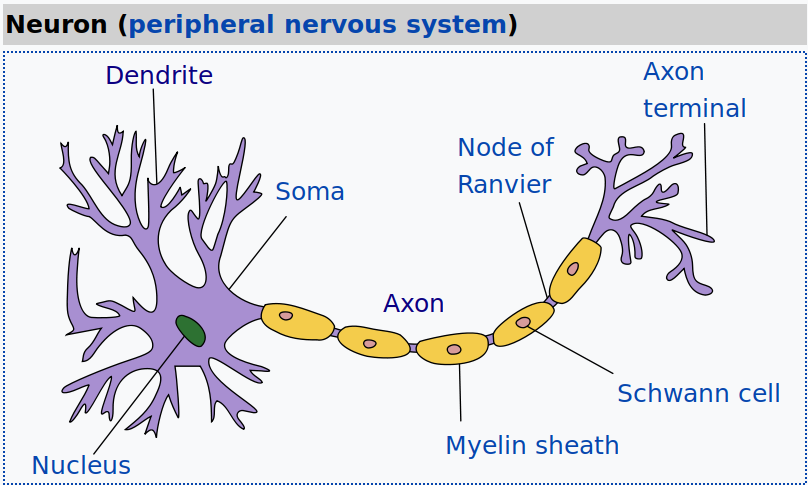 Neuron (peripheral nervous system)
Dendrite
Axon
terminal
Node of
Ranvier
Soma
Axon
Schwann cell
Myelin sheath
Nucleus